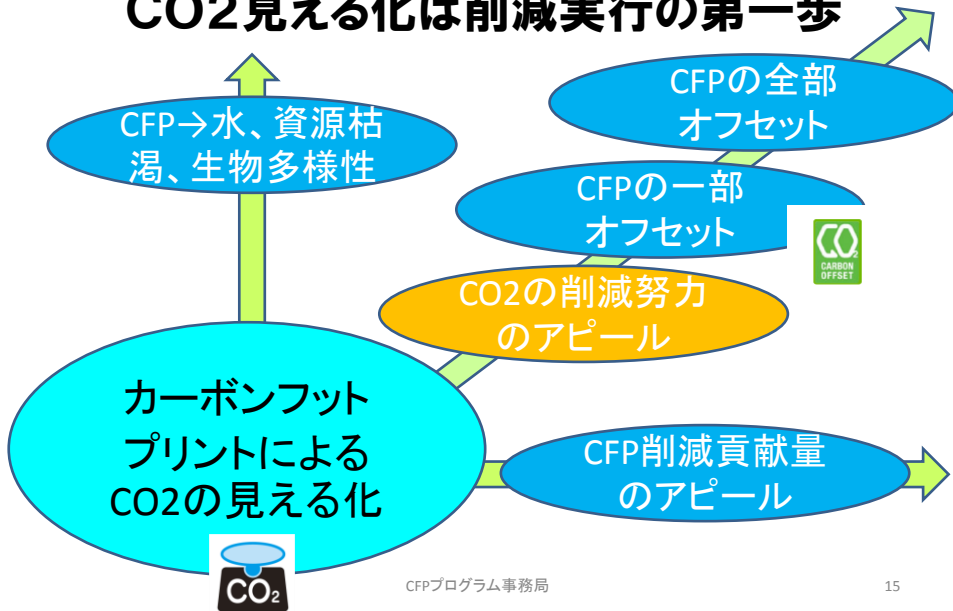 CO2見える化は削減実行の第一歩
CFPの全部
オフセット
CFP→水、資源枯
渇、生物多様性
CFPの一部
オフセット
CO2
CARBON
OFFSET
CO2の削減努力
のアピール
カーボンフット
プリントによる
CO2の見える化
CFP削減貢献量
のアピール
CO2
CFPプログラム事務局
15